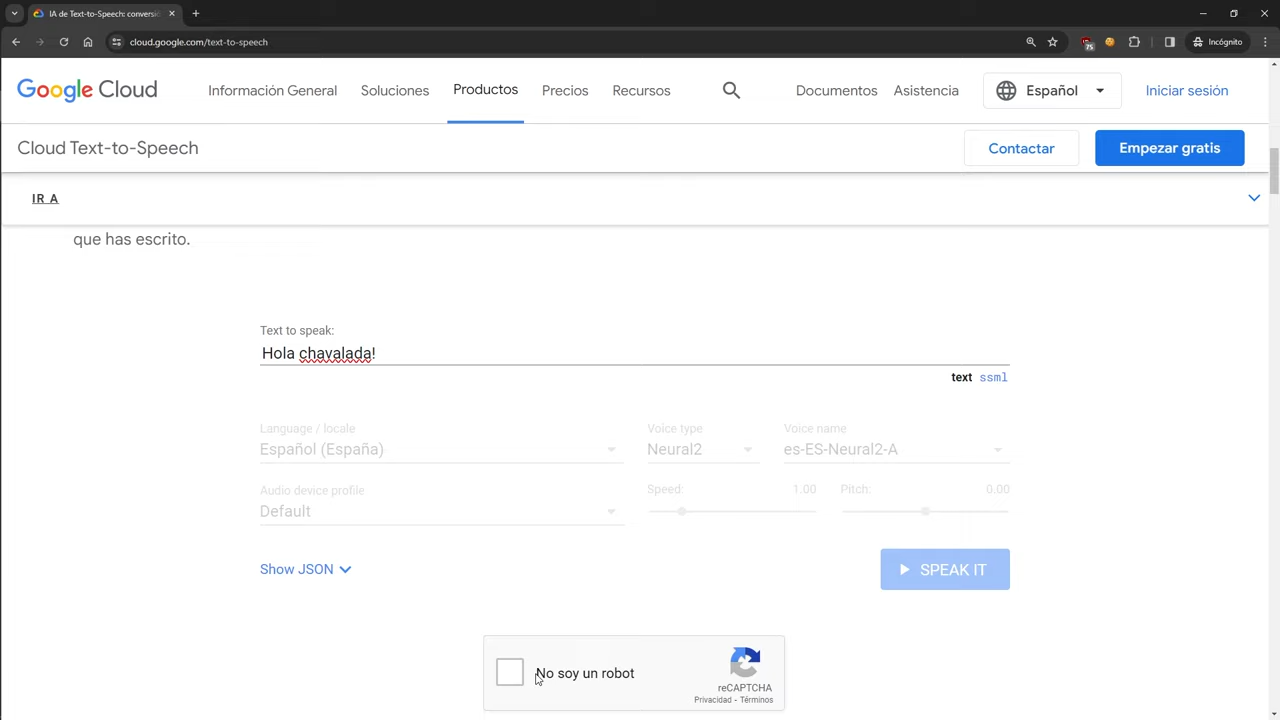 IA de Text-to-Speech: conversió
cloud.google.com/text-to-speech
75
Incógnito
Google Cloud
Información General
Soluciones
Productos
Precios
Recursos
Documentos
Asistencia
Español
Iniciar sesión
Cloud Text-to-Speech
Contactar
Empezar gratis
IR A
que has escrito.
Text to speak:
Hola chavalada!
text ssml
Language / locale
Voice type
Voice name
Español (España)
Neural2
es-ES-Neural2-A
Audio device profile
Speed: 1.00
Pitch: 0.00
Default
Show JSON
SPEAK IT
No soy un robot
reCAPTCHA
Privacidad - Términos